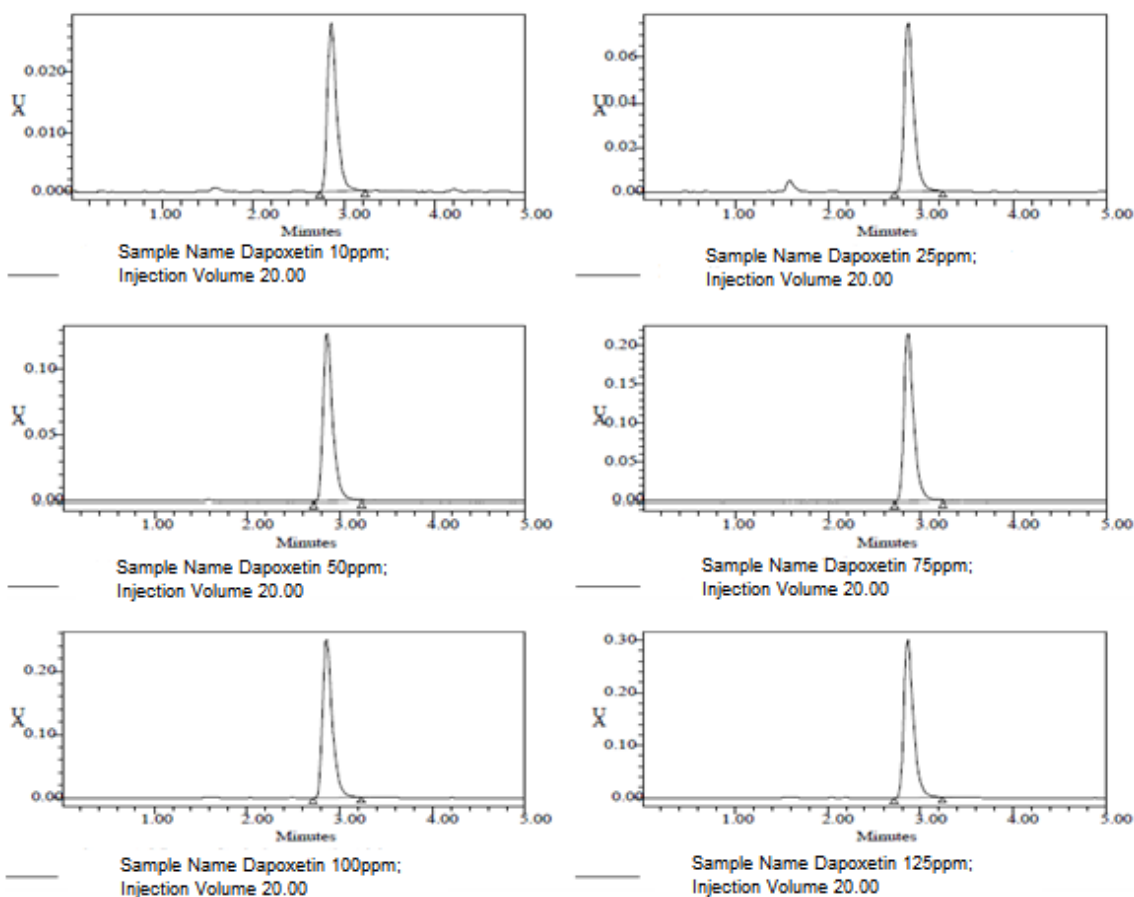 0.020
0.010
0.000
AU
1.00 2.00 3.00 4.00 5.00
Minutes
Sample Name Dapoxetin 10ppm;
Injection Volume 20.00
0.06
0.04
0.02
0.00
AU
1.00 2.00 3.00 4.00 5.00
Minutes
Sample Name Dapoxetin 25ppm;
Injection Volume 20.00
0.10
0.05
0.00
AU
1.00 2.00 3.00 4.00 5.00
Minutes
Sample Name Dapoxetin 50ppm;
Injection Volume 20.00
0.20
0.15
0.10
0.05
0.00
AU
1.00 2.00 3.00 4.00 5.00
Minutes
Sample Name Dapoxetin 75ppm;
Injection Volume 20.00
0.20
0.10
0.00
AU
1.00 2.00 3.00 4.00 5.00
Minutes
Sample Name Dapoxetin 100ppm;
Injection Volume 20.00
0.30
0.20
0.10
0.00
AU
1.00 2.00 3.00 4.00 5.00
Minutes
Sample Name Dapoxetin 125ppm;
Injection Volume 20.00